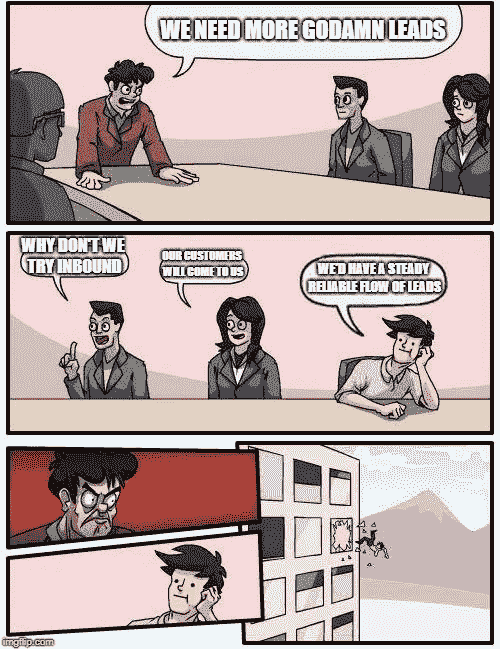 WE NEED MORE GODAMN LEADS
WHY DON'T WE
TRY INBOUND
OUR CUSTOMERS
WILL COME TO US
WE'D HAVE A STEADY
RELIABLE FLOW OF LEADS
imgflip.com